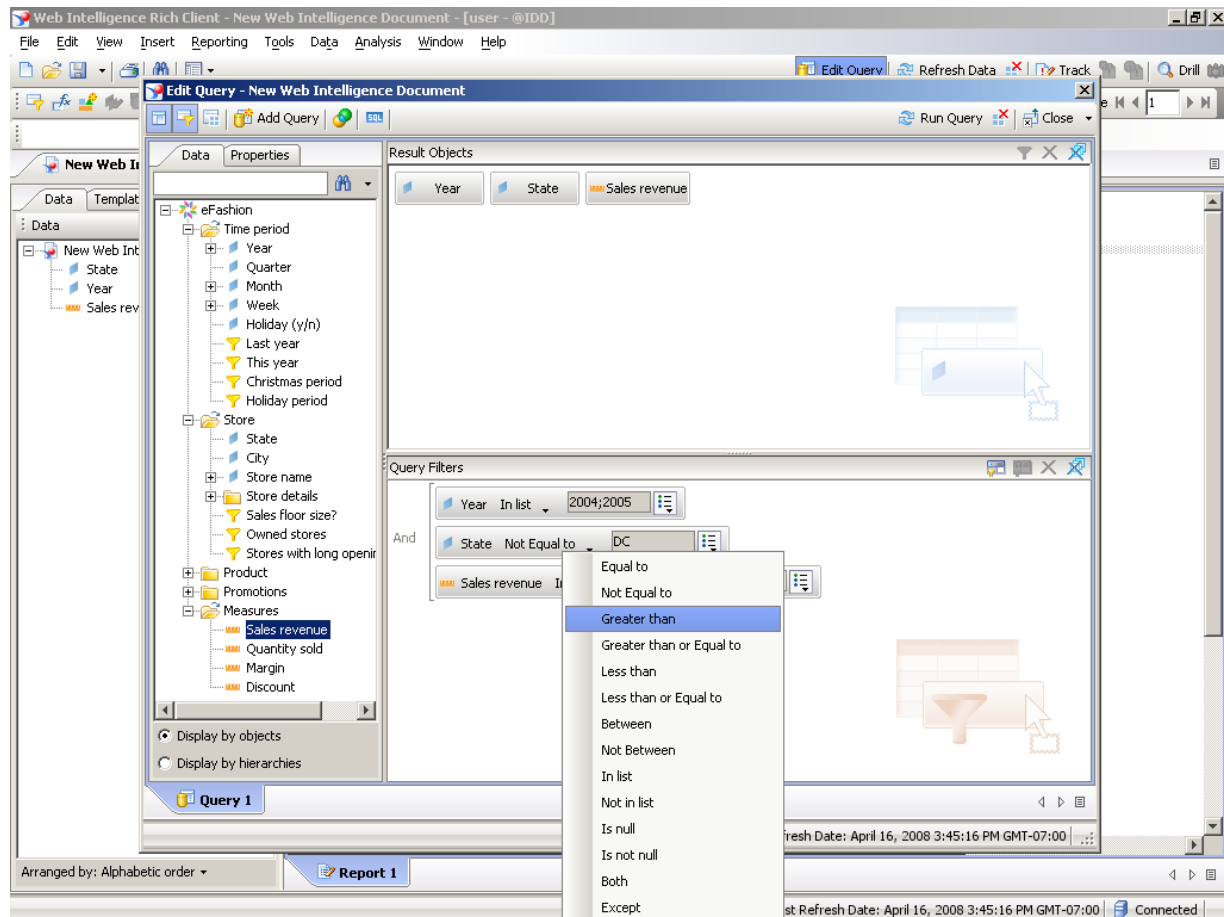 Web Intelligence Rich Client - New Web Intelligence Document - [user - @IDD]
File Edit View Insert Reporting Tools Data Analysis Window Help
Edit Query Refresh Data Track Drill
Edit Query - New Web Intelligence Document
1
Add Query SQL Run Query Close
New Web In
Data Properties
Result Objects
Year State Sales revenue
Data Templat
Data
New Web Int
State
Year
Sales rev
eFashion
Time period
Year
Quarter
Month
Week
Holiday (y/n)
Last year
This year
Christmas period
Holiday period
Store
State
City
Store name
Store details
Sales floor size?
Owned stores
Stores with long openin
Product
Promotions
Measures
Sales revenue
Quantity sold
Margin
Discount
Display by objects
Display by hierarchies
Query Filters
Year In list 2004;2005
And
State Not Equal to DC
Sales revenue
Equal to
Not Equal to
Greater than
Greater than or Equal to
Less than
Less than or Equal to
Between
Not Between
In list
Not in list
Is null
Is not null
Both
Except
Query 1
fresh Date: April 16, 2008 3:45:16 PM GMT-07:00
Arranged by: Alphabetic order
Report 1
st Refresh Date: April 16, 2008 3:45:16 PM GMT-07:00 Connected